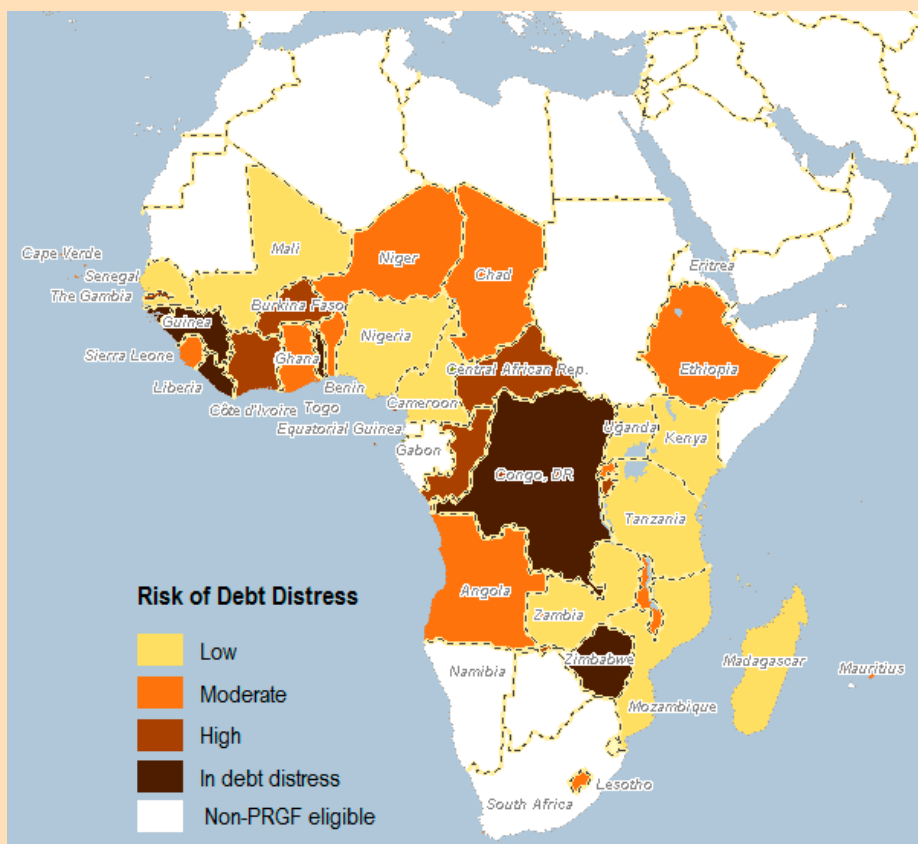 Cape Verde
Mali
Niger
Chad
Eritrea
Senegal
The Gambia
Burkina Faso
Guinea
Nigeria
Sierra Leone
Ghana
Central African Rep.
Ethiopia
Liberia
Benin
Côte d'Ivoire
Togo
Cameroon
Equatorial Guinea
Uganda
Kenya
Gabon
Congo, DR
Tanzania
Angola
Zambia
Zimbabwe
Madagascar
Mauritius
Namibia
Mozambique
Lesotho
South Africa
Risk of Debt Distress
Low
Moderate
High
In debt distress
Non-PRGF eligible